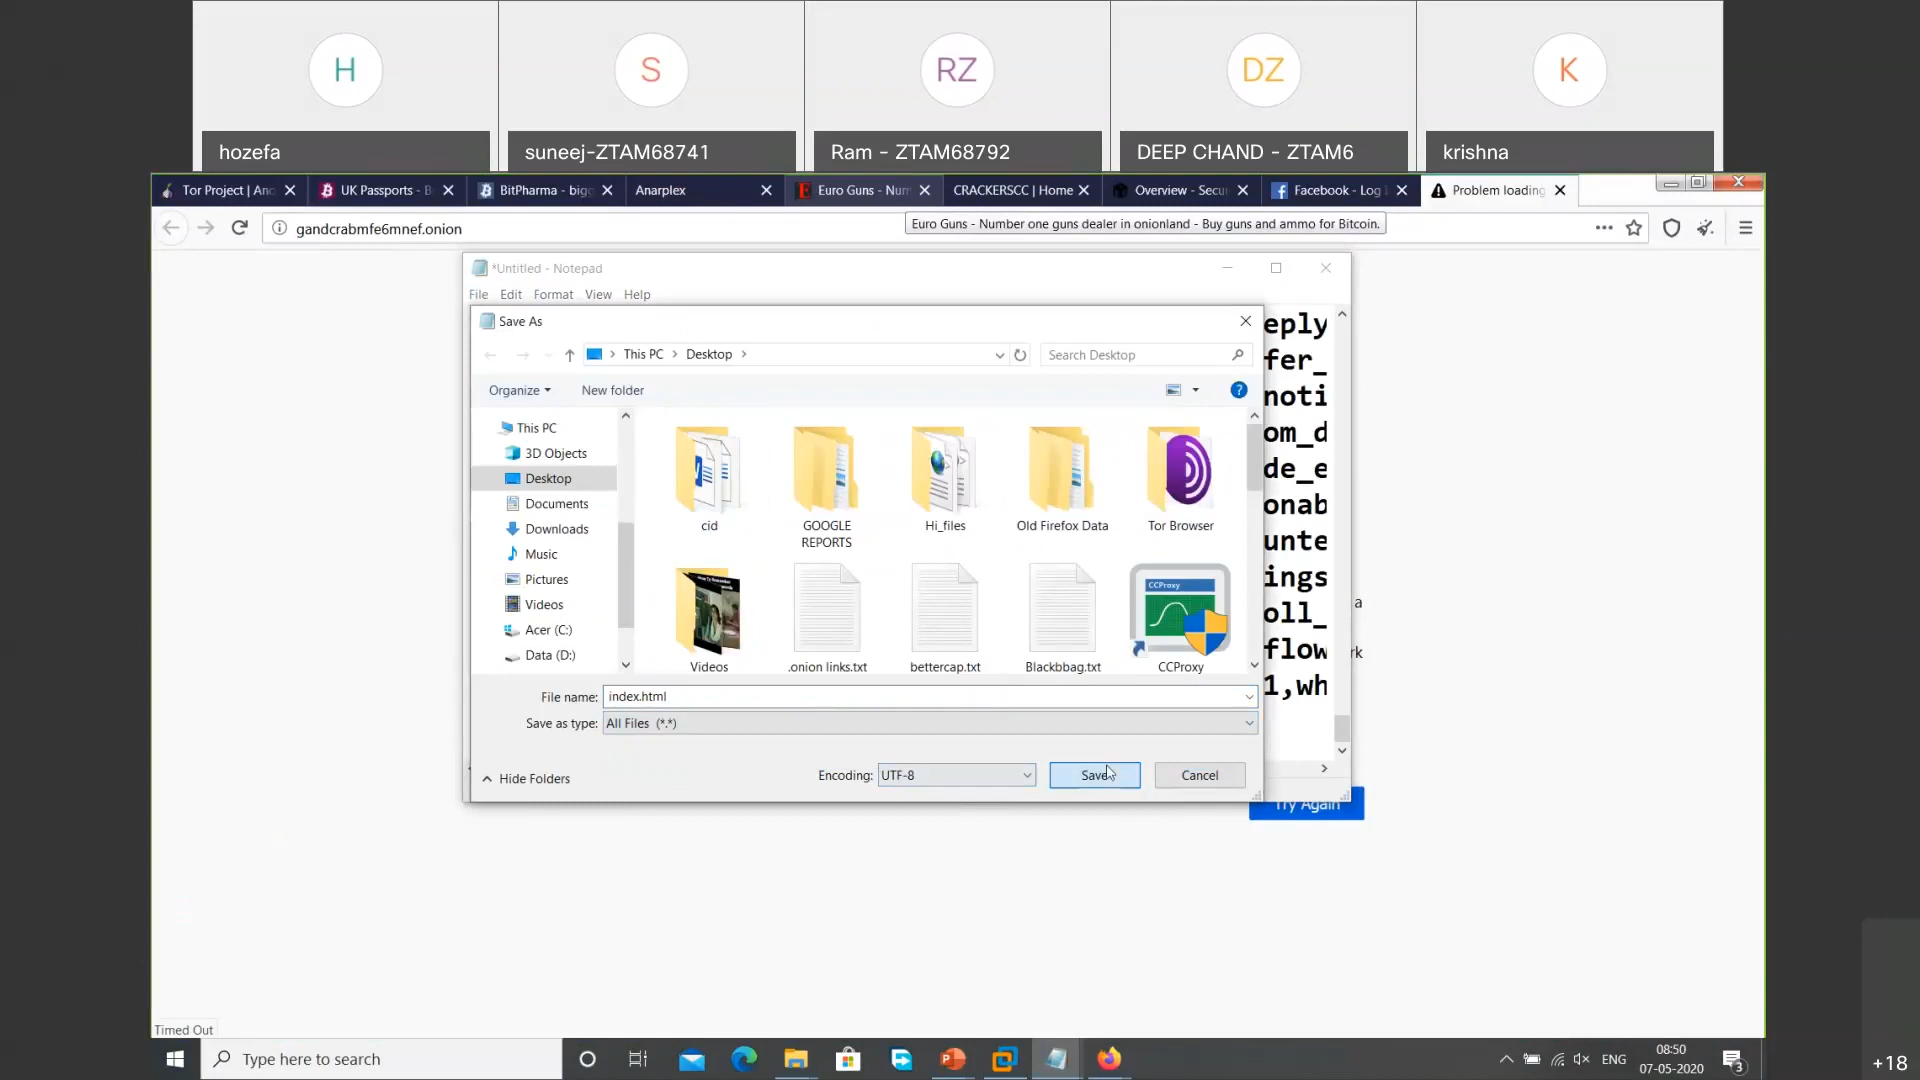 H
S
RZ
DZ
K
hozefa
suneej-ZTAM68741
Ram - ZTAM68792
DEEP CHAND - ZTAM6
krishna
Tor Project | Ano
UK Passports - B
BitPharma - bigg
Anarplex
Euro Guns - Num
CRACKERSCC | Home
Overview - Secu
Facebook - Log
Problem loading
gandcrabmfe6mnef.onion
Euro Guns - Number one guns dealer in onionland - Buy guns and ammo for Bitcoin.
*Untitled - Notepad
File Edit Format View Help
Save As
This PC
Desktop
Search Desktop
Organize
New folder
This PC
3D Objects
Desktop
Documents
Downloads
Music
Pictures
Videos
Acer (C:)
Data (D:)
cid
GOOGLE
REPORTS
Hi_files
Old Firefox Data
Tor Browser
CCProxy
Videos
.onion links.txt
bettercap.txt
Blackbbag.txt
CCProxy
eply
fer_
noti
om_d
de_e
onab
unte
ings
a
oll_
flow
rk
1,wh
File name: index.html
Save as type: All Files (*.*)
Hide Folders
Encoding: UTF-8
Save
Cancel
Try Again
Timed Out
Type here to search
ENG
08:50
07-05-2020
3
+18